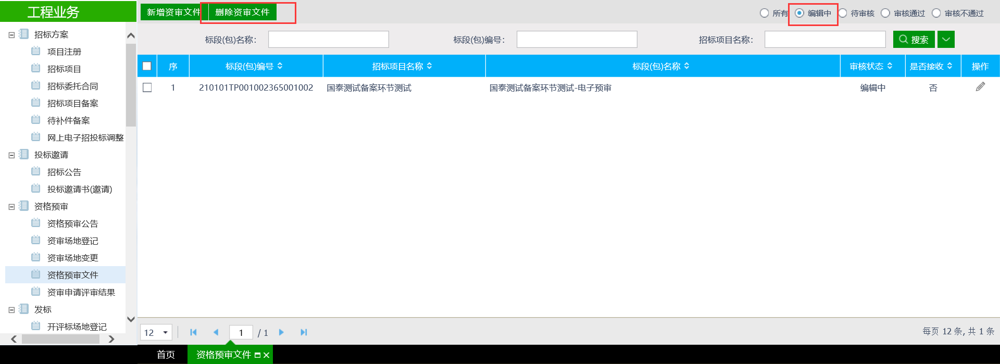 工程业务
招标方案
项目注册
招标项目
招标委托合同
招标项目备案
待补件备案
网上电子招投标调整
投标邀请
招标公告
投标邀请书(邀请)
资格预审
资格预审公告
资审场地登记
资审场地变更
资格预审文件
资审申请评审结果
发标
开评标场地登记
新增资审文件 删除资审文件 所有 编辑中 待审核 审核通过 审核不通过
标段(包)名称: 标段(包)编号: 招标项目名称: 搜索
序 标段(包)编号 招标项目名称 标段(包)名称 审核状态 是否接收 操作
1 210101TP001002365001002 国泰测试备案环节测试 国泰测试备案环节测试-电子预审 编辑中 否
12 1 / 1 每页 12 条, 共 1 条
首页 资格预审文件